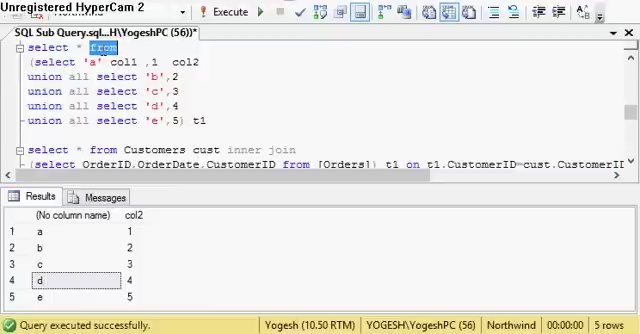 Unregistered HyperCam 2
Execute
SQL Sub Query.sql...H\YogeshPC (56))*
select * from
(select 'a' col1 ,1 col2
union all select 'b',2
union all select 'c',3
union all select 'd',4
union all select 'e',5) t1
select * from Customers cust inner join
(select OrderID,OrderDate,CustomerID from [Orders]) t1 on t1.CustomerID=cust.CustomerID
Results Messages
(No column name) col2
1 a 1
2 b 2
3 c 3
4 d 4
5 e 5
Query executed successfully. Yogesh (10.50 RTM) YOGESH\YogeshPC (56) Northwind 00:00:00 5 rows